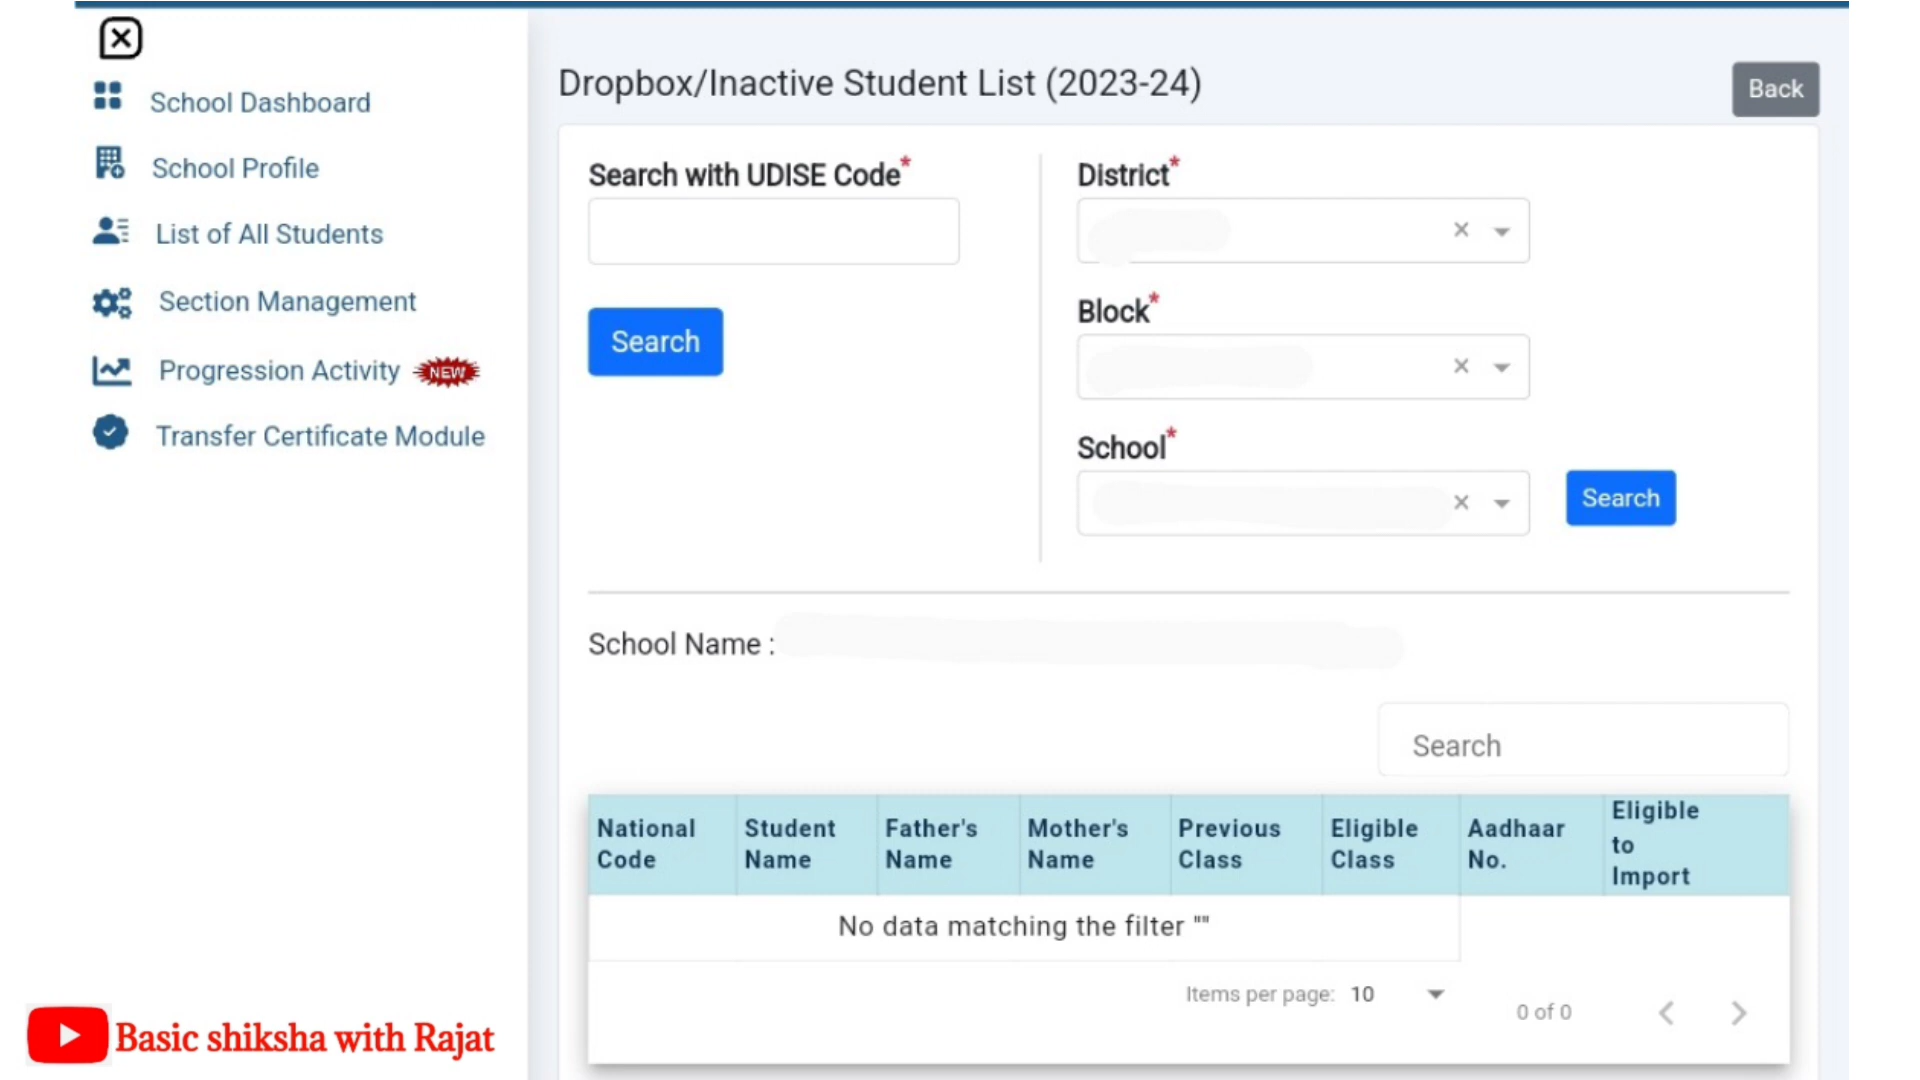 School Dashboard
School Profile
List of All Students
Section Management
Progression Activity NEW
Transfer Certificate Module
Dropbox/Inactive Student List (2023-24)
Back
Search with UDISE Code*
Search
District*
Block*
School*
Search
School Name :
Search
National Code
Student Name
Father's Name
Mother's Name
Previous Class
Eligible Class
Aadhaar No.
Eligible to Import
No data matching the filter ""
Items per page: 10
0 of 0
Basic shiksha with Rajat